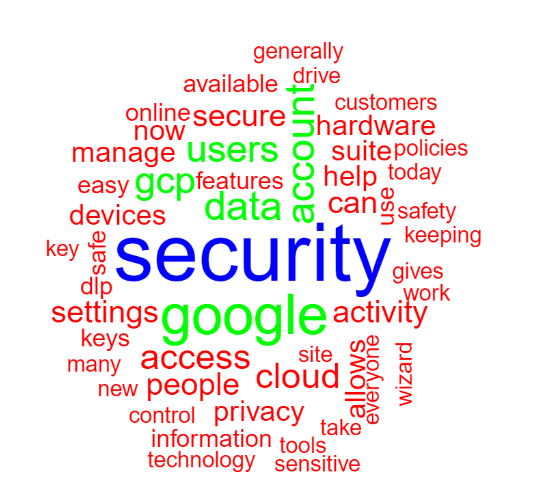 generally
available drive
online secure customers
now account hardware
manage users suite policies
easy gcp features help today
devices data can use safety
key safe security keeping
dlp gives
work
settings google activity
keys
many access site allows everyone wizard
new people cloud
control privacy take
information tools
technology sensitive